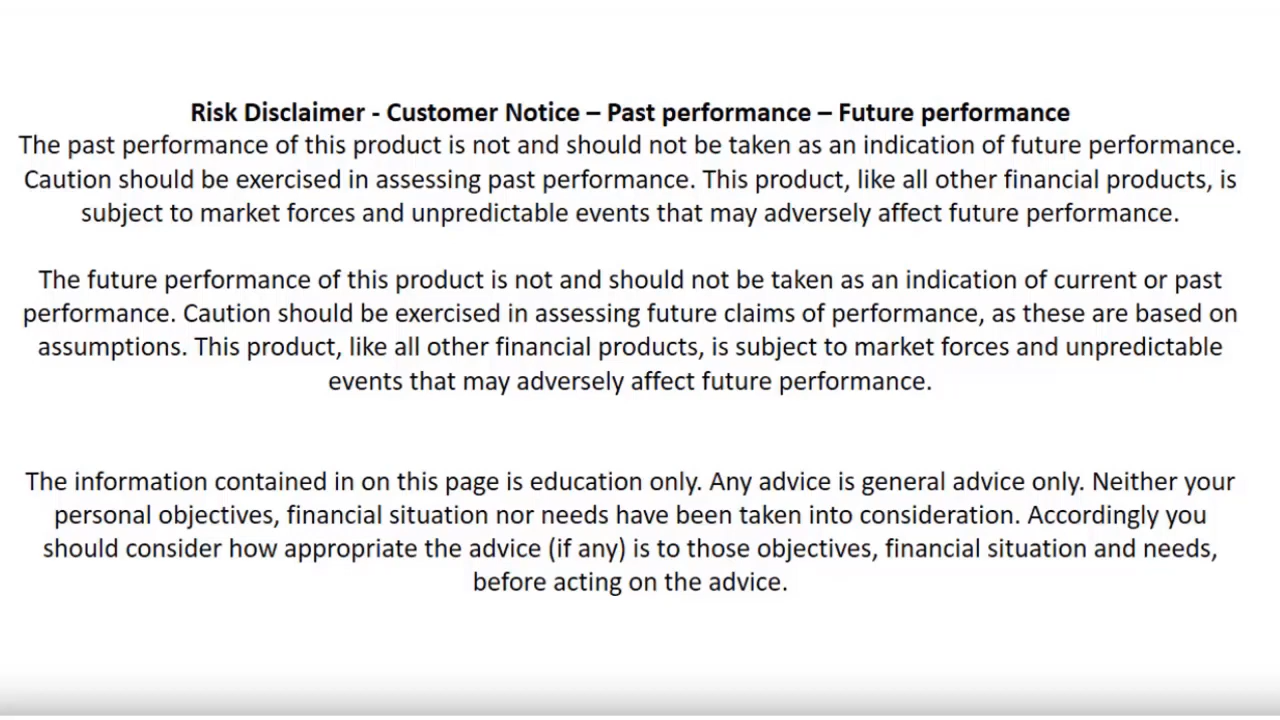 Risk Disclaimer - Customer Notice – Past performance – Future performance
The past performance of this product is not and should not be taken as an indication of future performance.
Caution should be exercised in assessing past performance. This product, like all other financial products, is
subject to market forces and unpredictable events that may adversely affect future performance.
The future performance of this product is not and should not be taken as an indication of current or past
performance. Caution should be exercised in assessing future claims of performance, as these are based on
assumptions. This product, like all other financial products, is subject to market forces and unpredictable
events that may adversely affect future performance.
The information contained in on this page is education only. Any advice is general advice only. Neither your
personal objectives, financial situation nor needs have been taken into consideration. Accordingly you
should consider how appropriate the advice (if any) is to those objectives, financial situation and needs,
before acting on the advice.